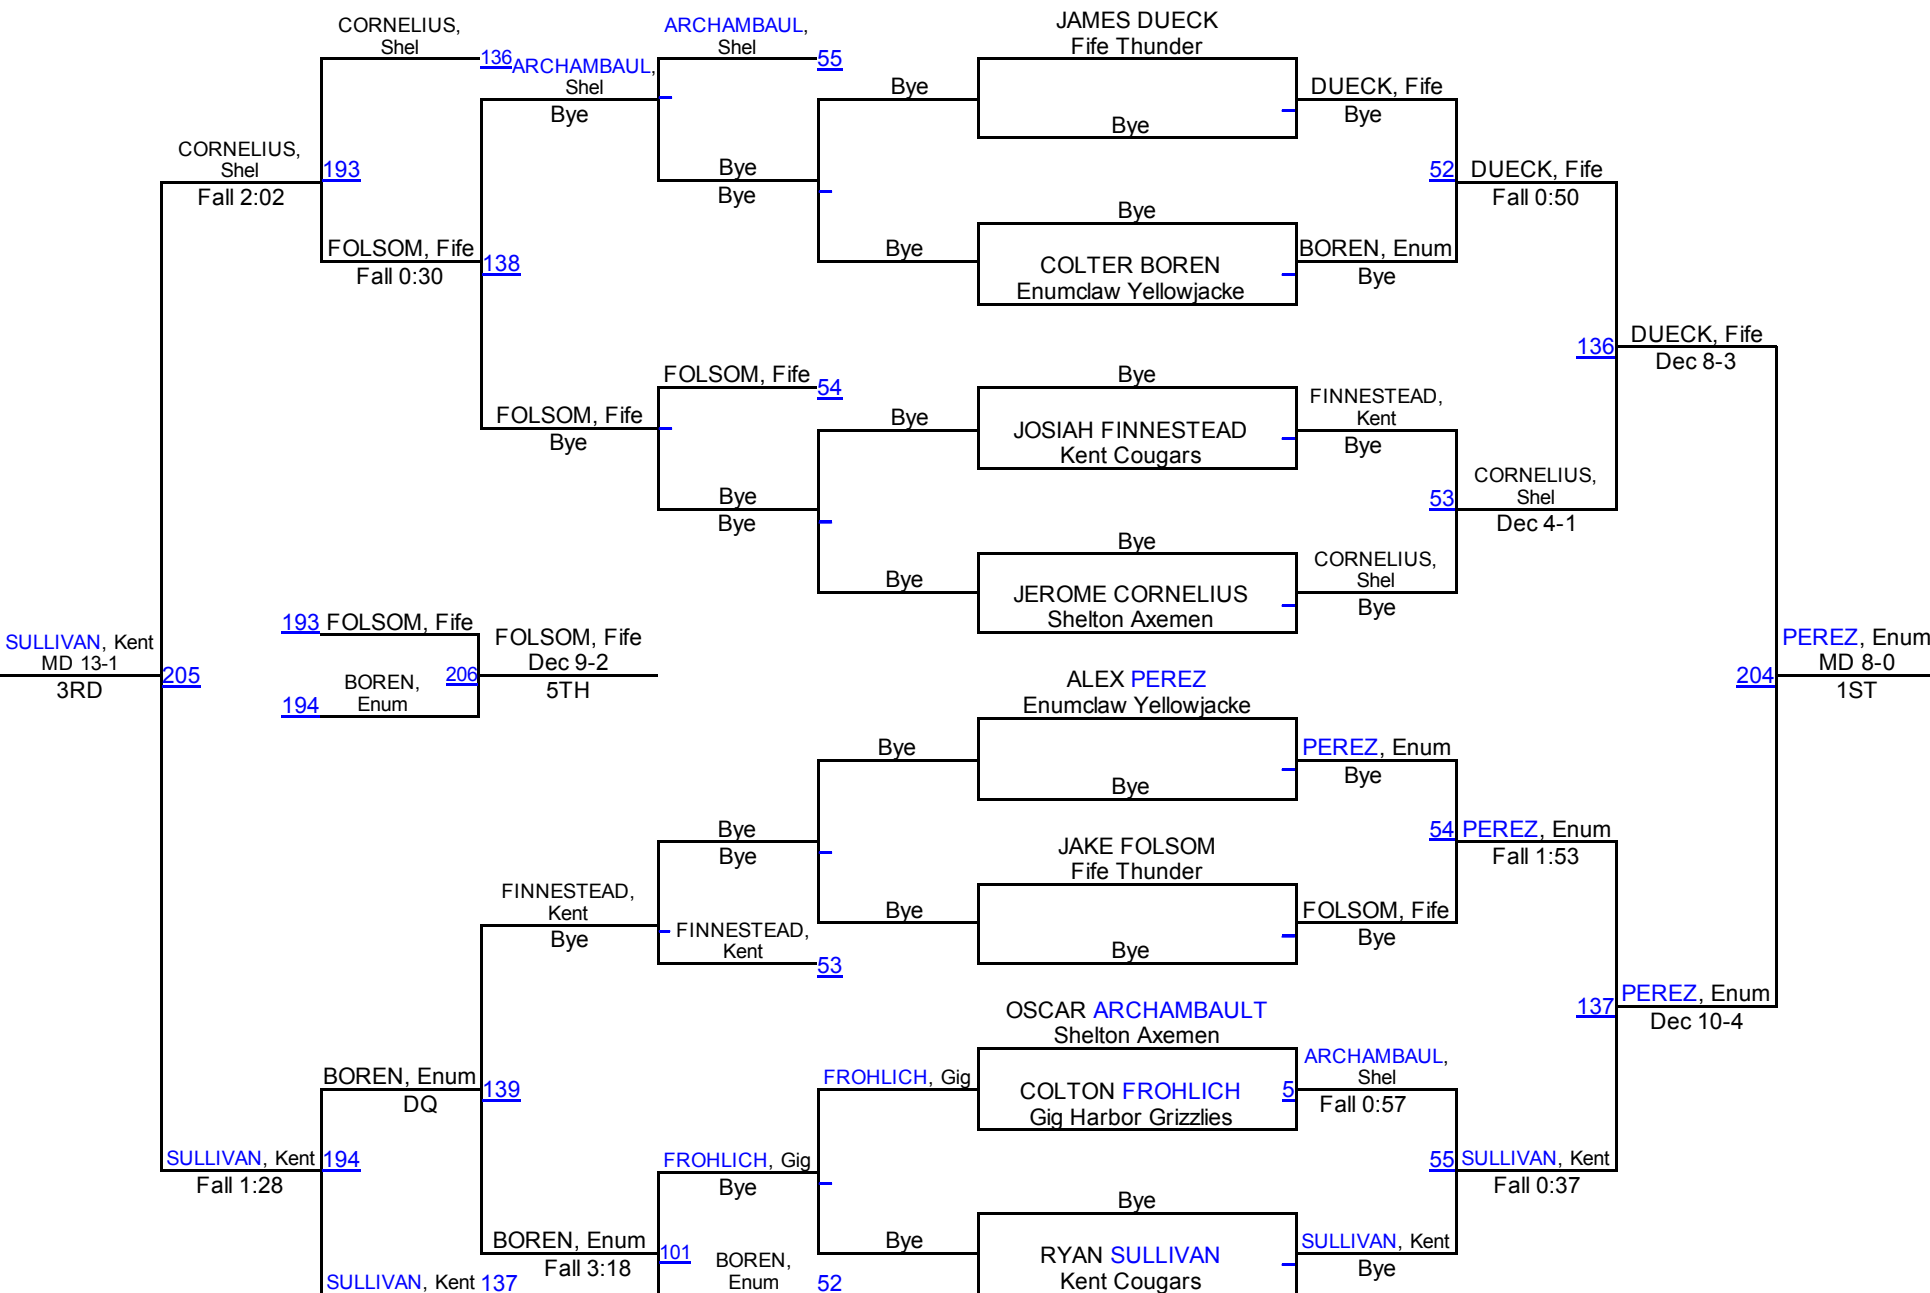 JAMES DUECK
Fife Thunder
Bye
DUECK, Fife
Bye
Bye
COLTER BOREN
Enumclaw Yellowjacke
BOREN, Enum
Bye
52
DUECK, Fife
Fall 0:50
Bye
JOSIAH FINNESTEAD
Kent Cougars
FINNESTEAD,
Kent
Bye
Bye
JEROME CORNELIUS
Shelton Axemen
CORNELIUS,
Shel
Bye
53
CORNELIUS,
Shel
Dec 4-1
136
DUECK, Fife
Dec 8-3
ALEX PEREZ
Enumclaw Yellowjacke
Bye
PEREZ, Enum
Bye
JAKE FOLSOM
Fife Thunder
Bye
FOLSOM, Fife
Bye
54
PEREZ, Enum
Fall 1:53
OSCAR ARCHAMBAULT
Shelton Axemen
COLTON FROHLICH
Gig Harbor Grizzlies
5
ARCHAMBAUL,
Shel
Fall 0:57
Bye
RYAN SULLIVAN
Kent Cougars
SULLIVAN, Kent
Bye
55
SULLIVAN, Kent
Fall 0:37
137
PEREZ, Enum
Dec 10-4
204
PEREZ, Enum
MD 8-0
1ST
Bye
Bye
ARCHAMBAUL,
Shel
55
Bye
Bye
ARCHAMBAUL,
Shel
Bye
Bye
Bye
FOLSOM, Fife
54
Bye
Bye
FOLSOM, Fife
Bye
138
FOLSOM, Fife
Fall 0:30
CORNELIUS,
Shel
136
193
CORNELIUS,
Shel
Fall 2:02
193
FOLSOM, Fife
194
BOREN,
Enum
206
FOLSOM, Fife
Dec 9-2
5TH
Bye
Bye
Bye
Bye
FINNESTEAD,
Kent
53
FINNESTEAD,
Kent
Bye
FROHLICH, Gig
Bye
FROHLICH, Gig
Bye
BOREN,
Enum
52
101
BOREN, Enum
Fall 3:18
139
BOREN, Enum
DQ
SULLIVAN, Kent
137
194
SULLIVAN, Kent
Fall 1:28
205
SULLIVAN, Kent
MD 13-1
3RD